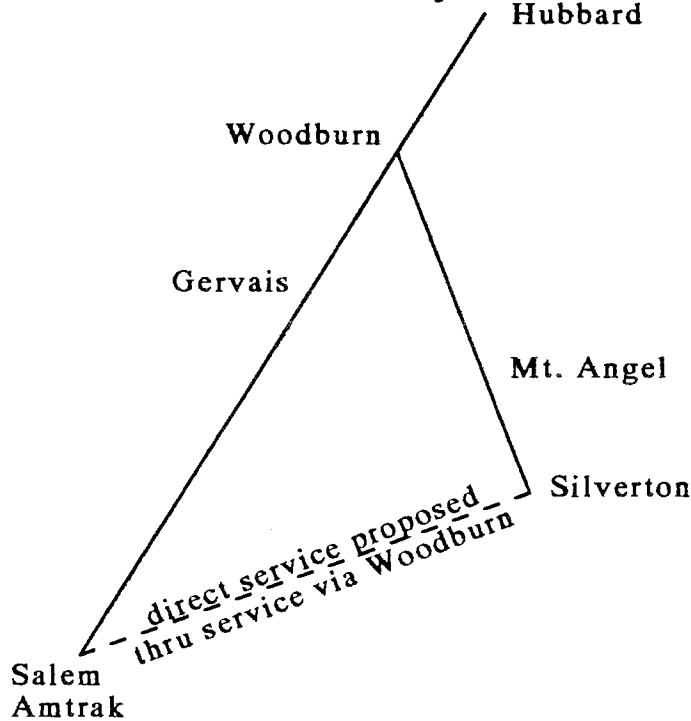 Hubbard
Woodburn
Gervais
Mt. Angel
Silverton
direct service proposed
thru service via Woodburn
Salem
Amtrak